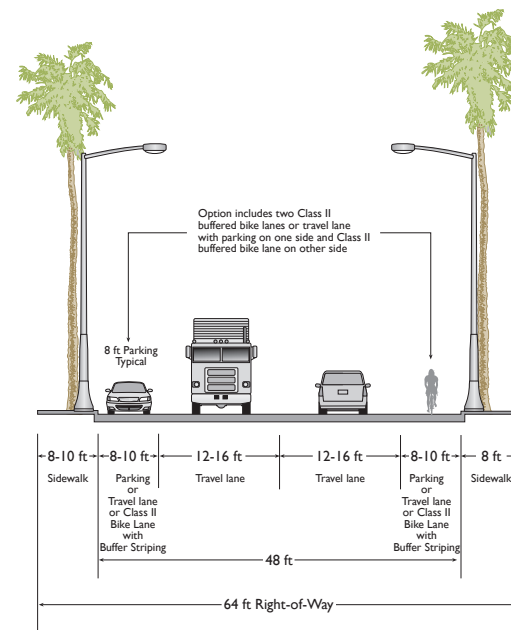 Option includes two Class II
buffered bike lanes or travel lane
with parking on one side and Class II
buffered bike lane on other side
8 ft Parking
Typical
8-10 ft
8-10 ft
12-16 ft
12-16 ft
8-10 ft
8 ft
Sidewalk
Parking
or
Travel lane
or Class II
Bike Lane
with
Buffer Striping
Travel lane
Travel lane
Parking
or
Travel lane
or Class II
Bike Lane
with
Buffer Striping
Sidewalk
48 ft
64 ft Right-of-Way